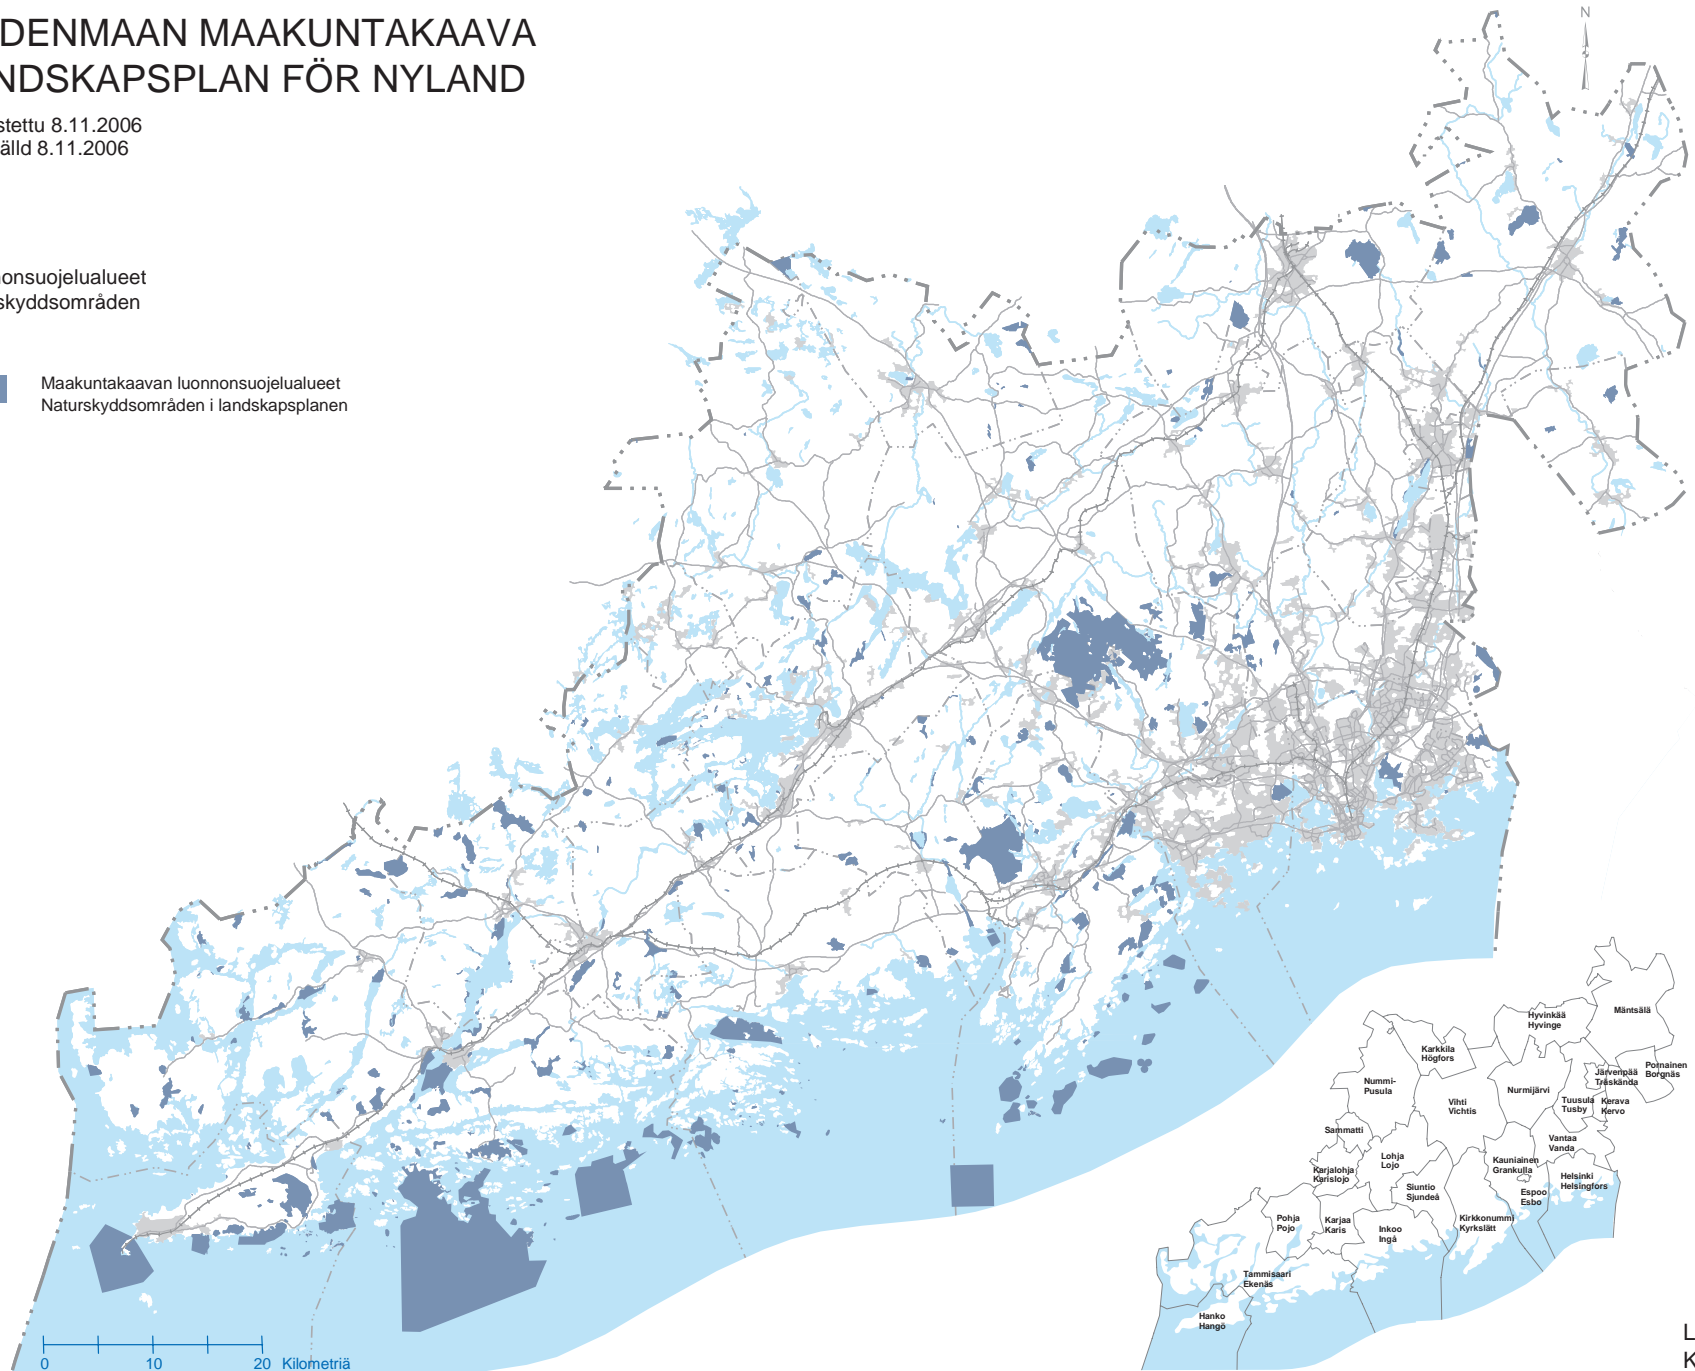 DENMAAN MAAKUNTAKAAVA
NDSKAPSPLAN FÖR NYLAND
stettu 8.11.2006
älld 8.11.2006
onsuojelualueet
skyddsområden
Maakuntakaavan luonnonsuojelualueet
Naturskyddsområden i landskapsplanen
N
Hyvinkää
Hyvinge
Mäntsälä
Karkkila
Högfors
Nummi-
Pusula
Vihti
Vichtis
Nurmijärvi
Järvenpää
Träskända
Pornainen
Borgnäs
Tuusula
Tusby
Kerava
Kervo
Sammatti
Vantaa
Vanda
Lohja
Lojo
Karjalohja
Karislojo
Kauniainen
Grankulla
Helsinki
Helsingfors
Siuntio
Sjundeå
Espoo
Esbo
Pohja
Pojo
Karjaa
Karis
Inkoo
Ingå
Kirkkonummi
Kyrkslätt
Tammisaari
Ekenäs
Hanko
Hangö
0 10 20 Kilometriä
L
K